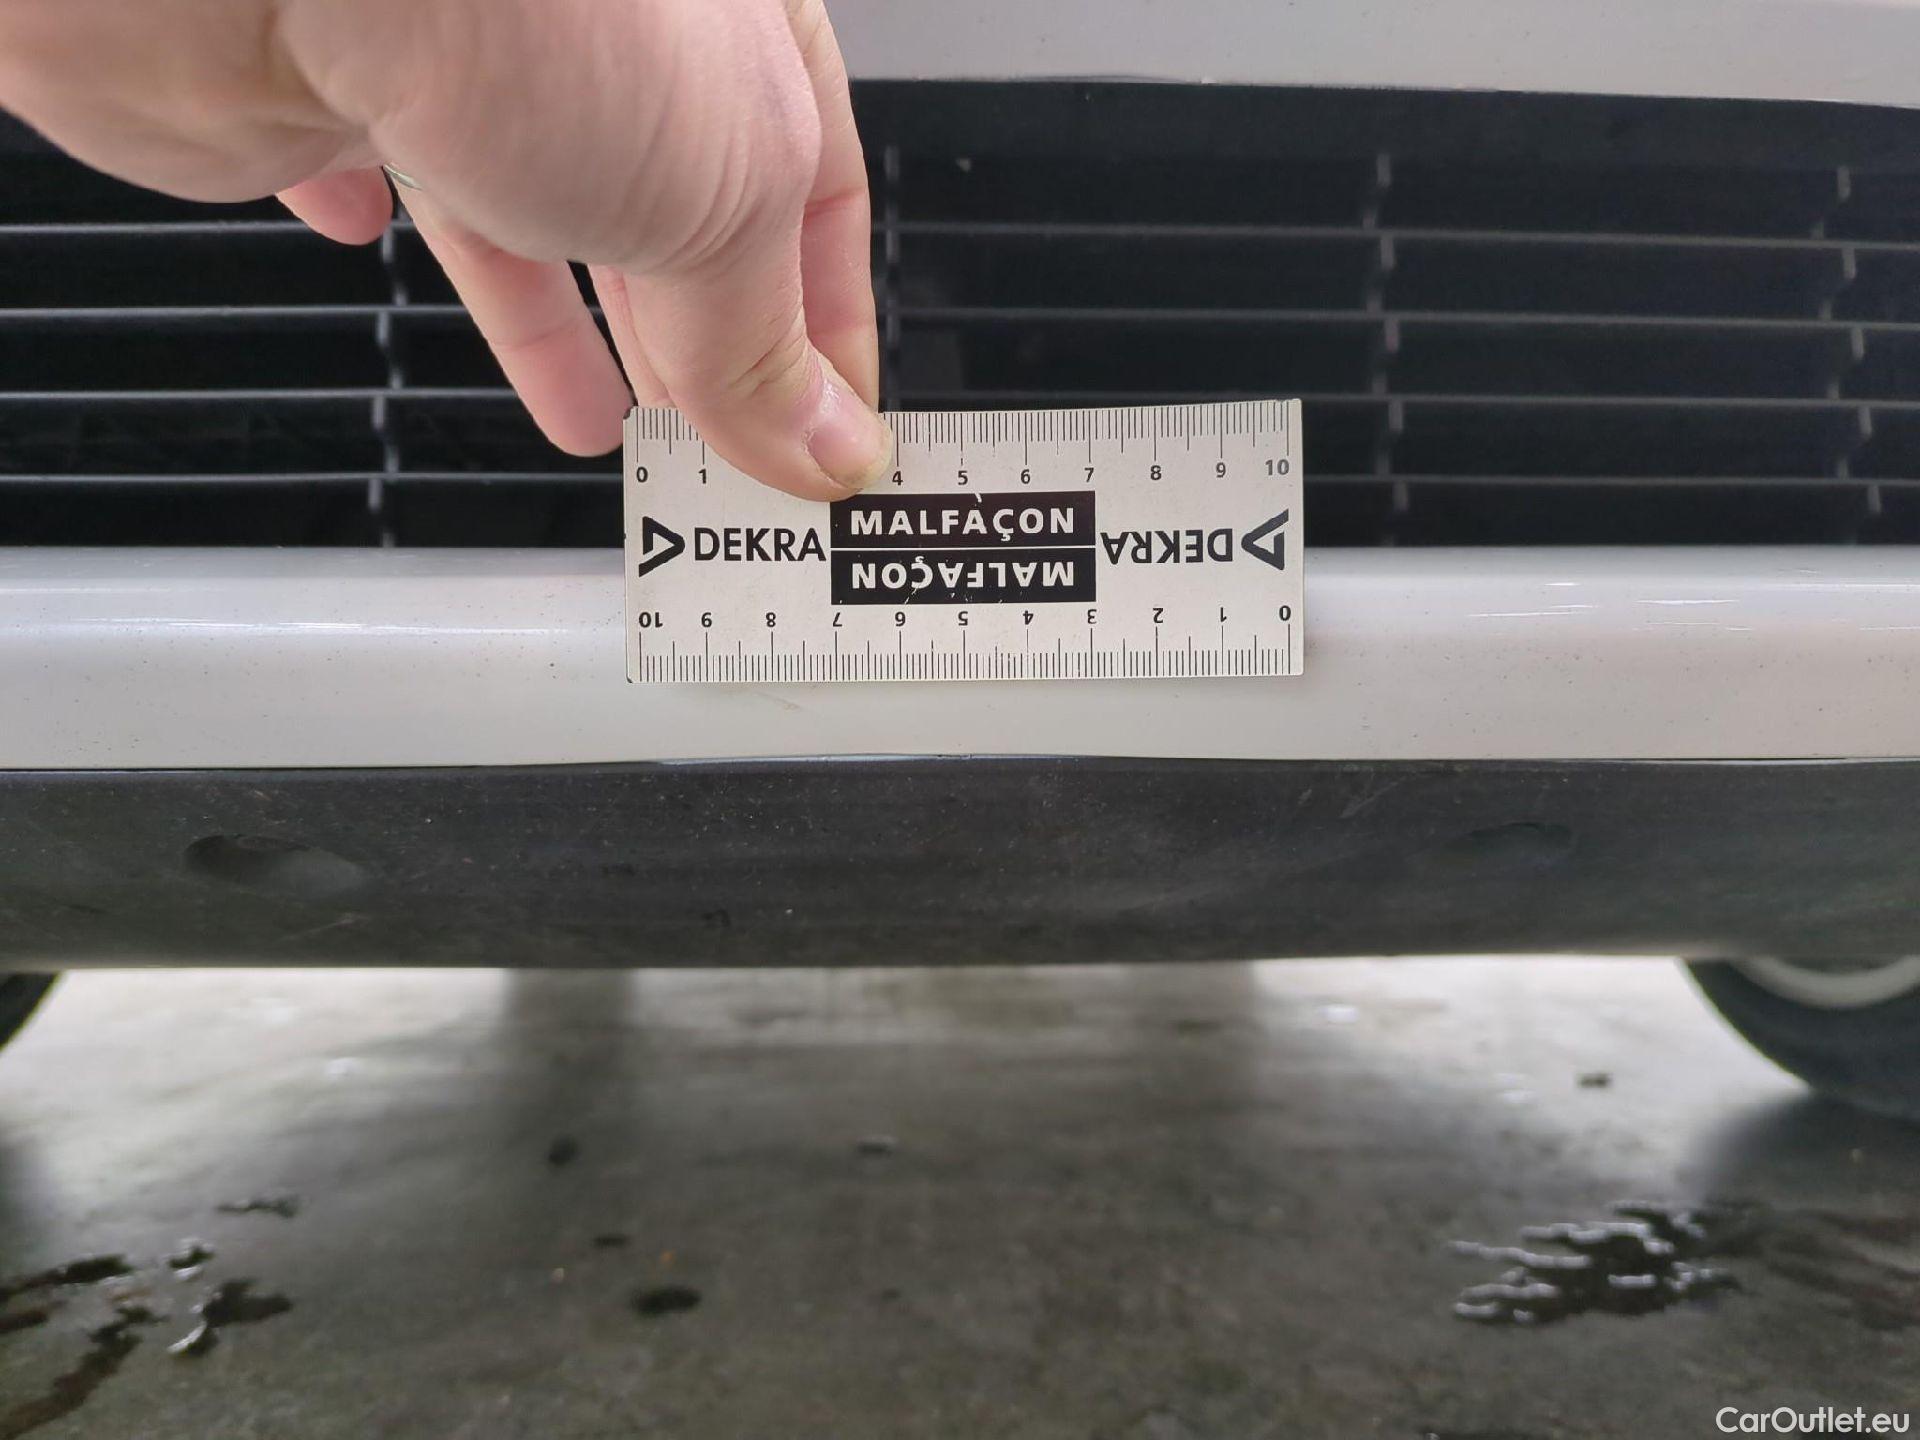 0 1 4 5 6 7 8 9 10
DEKRA MALFAÇON DEKRA
MALFAÇON
10 9 8 7 6 5 4 3 2 1 0
CarOutlet.eu